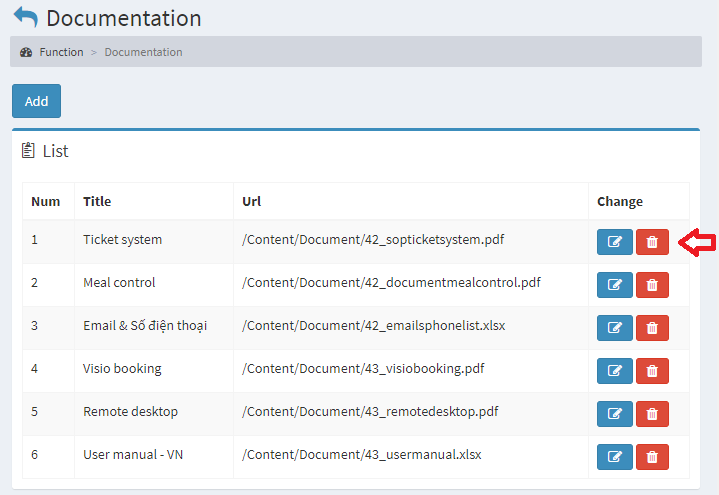 Documentation
Function > Documentation
Add
List
Num Title Url Change
1 Ticket system /Content/Document/42_sopticketsystem.pdf
2 Meal control /Content/Document/42_documentmealcontrol.pdf
3 Email & Số điện thoại /Content/Document/42_emailsphonelist.xlsx
4 Visio booking /Content/Document/43_visiobooking.pdf
5 Remote desktop /Content/Document/43_remotedesktop.pdf
6 User manual - VN /Content/Document/43_usermanual.xlsx